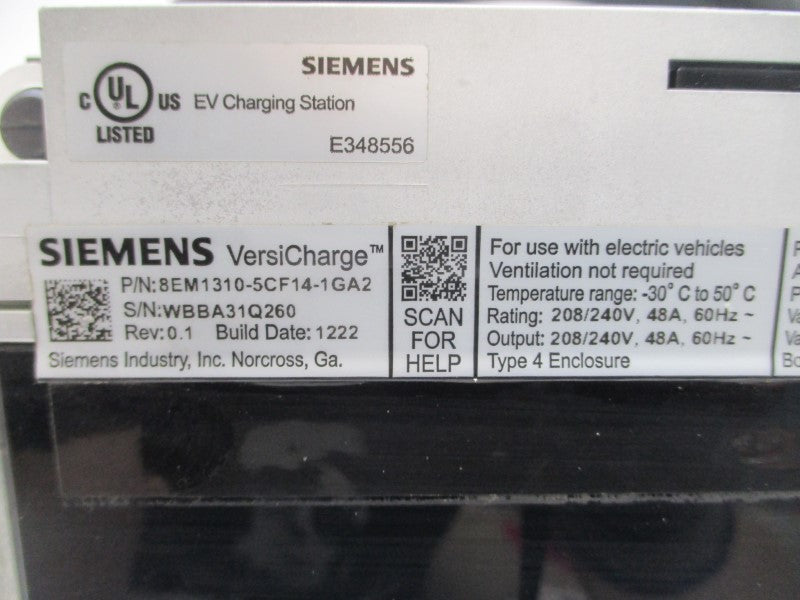 SIEMENS
C UL ® US EV Charging Station
LISTED
E348556
SIEMENS VersiCharge™
P/N:8EM1310-5CF14-1GA2
S/N:WBBA31Q260
Rev:0.1 Build Date: 1222
Siemens Industry, Inc. Norcross, Ga.
SCAN
FOR
HELP
For use with electric vehicles
Ventilation not required
Temperature range: -30° C to 50° C
Rating: 208/240V, 48A, 60Hz ~
Output: 208/240V, 48A, 60Hz ~
Type 4 Enclosure